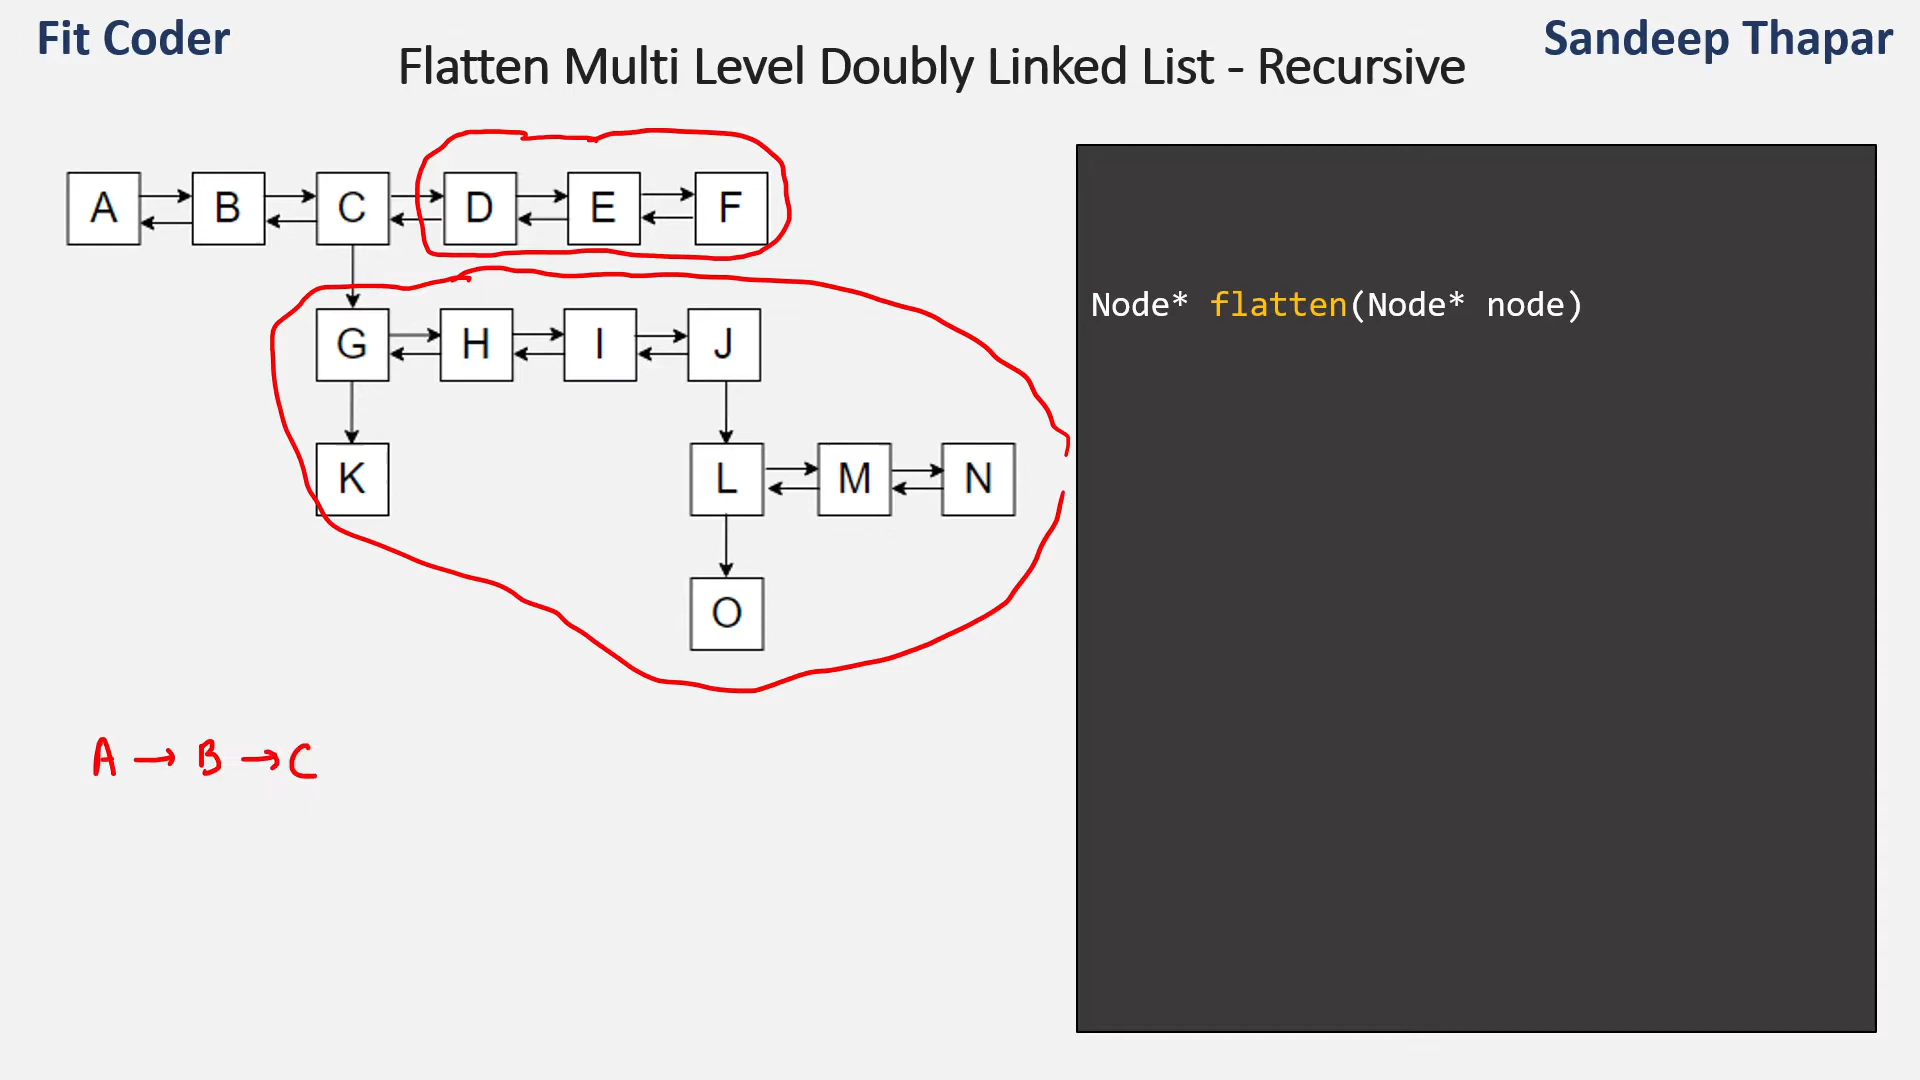 Fit Coder
Sandeep Thapar
Flatten Multi Level Doubly Linked List - Recursive
A B C D E F
G H I J
K L M N
O
Node* flatten(Node* node)
A → B → C